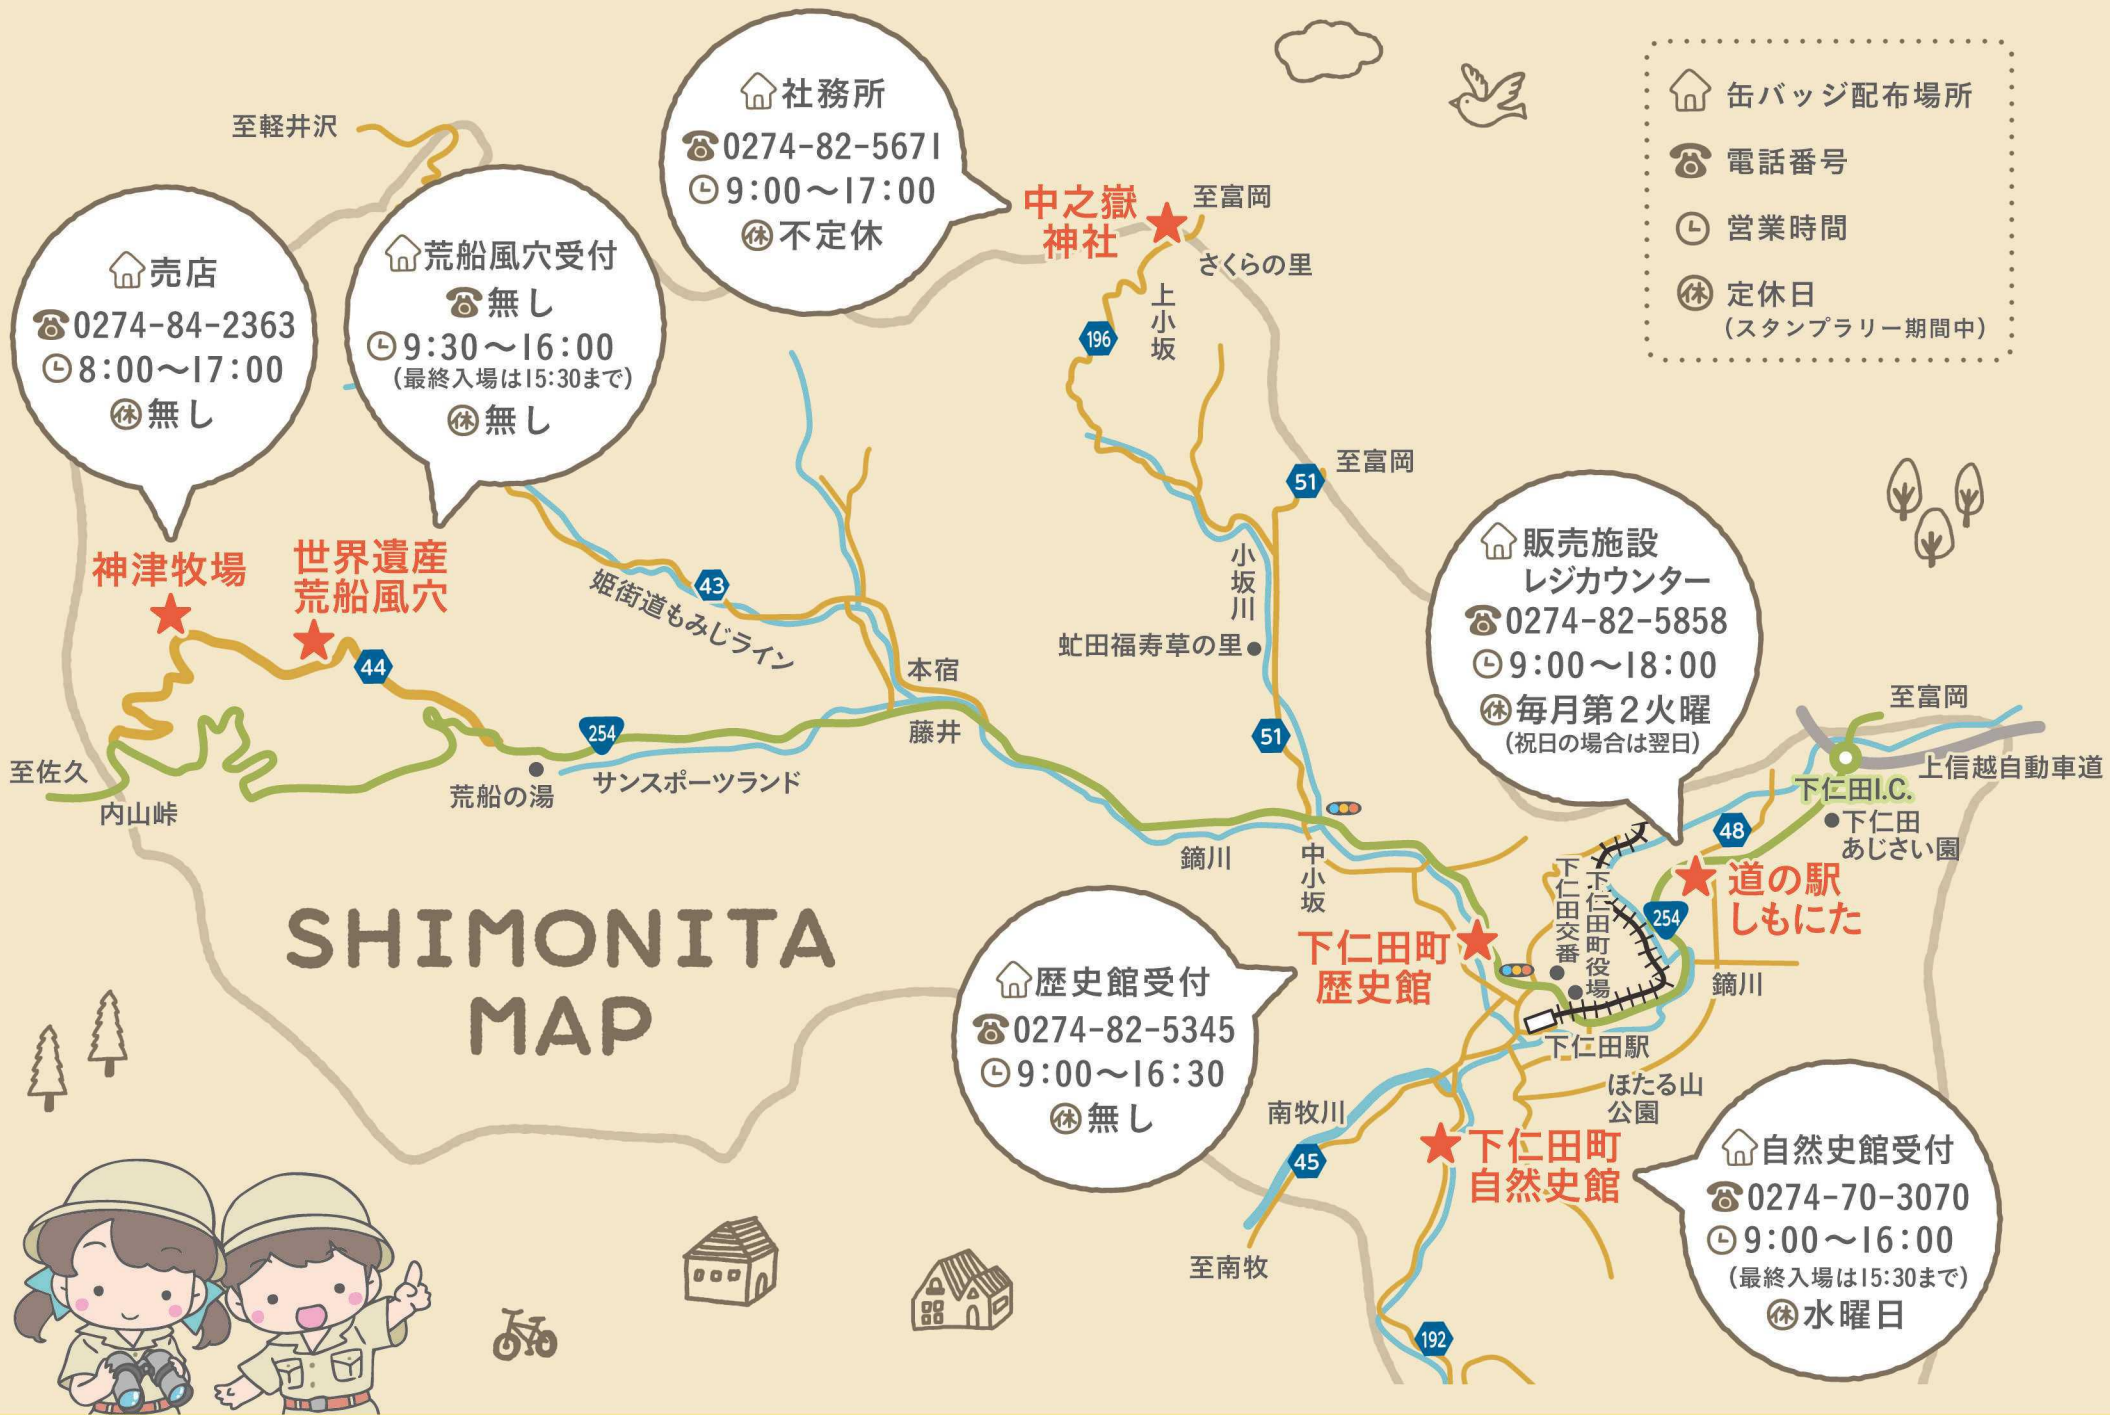 缶バッジ配布場所
電話番号
営業時間
休 定休日
(スタンプラリー期間中)
社務所
0274-82-5671
9:00〜17:00
休 不定休
中之嶽
神社
至富岡
さくらの里
上小坂
196
至軽井沢
売店
0274-84-2363
8:00〜17:00
休 無し
神津牧場
荒船風穴受付
無し
9:30〜16:00
(最終入場は15:30まで)
休 無し
世界遺産
荒船風穴
44
43
姫街道もみじライン
51
至富岡
小坂川
虻田福寿草の里
51
本宿
藤井
254
サンスポーツランド
荒船の湯
至佐久
内山峠
鏑川
中小坂
販売施設
レジカウンター
0274-82-5858
9:00〜18:00
休 毎月第2火曜
(祝日の場合は翌日)
至富岡
上信越自動車道
下仁田I.C.
下仁田
あじさい園
48
道の駅
しもにた
254
鏑川
下仁田交番
下仁田町役場
下仁田駅
ほたる山
公園
SHIMONITA
MAP
歴史館受付
0274-82-5345
9:00〜16:30
休 無し
下仁田町
歴史館
南牧川
45
至南牧
下仁田町
自然史館
自然史館受付
0274-70-3070
9:00〜16:00
(最終入場は15:30まで)
休 水曜日
192